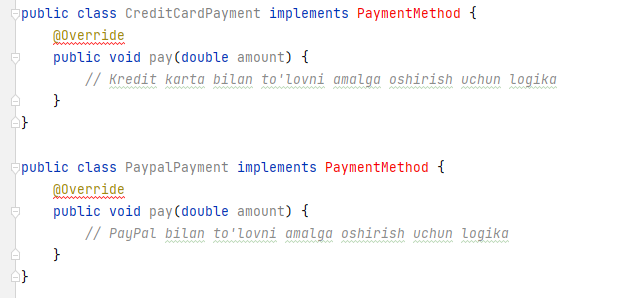 public class CreditCardPayment implements PaymentMethod {
    @Override
    public void pay(double amount) {
        // Kredit karta bilan to'lovni amalga oshirish uchun logika
    }
}

public class PaypalPayment implements PaymentMethod {
    @Override
    public void pay(double amount) {
        // PayPal bilan to'lovni amalga oshirish uchun logika
    }
}